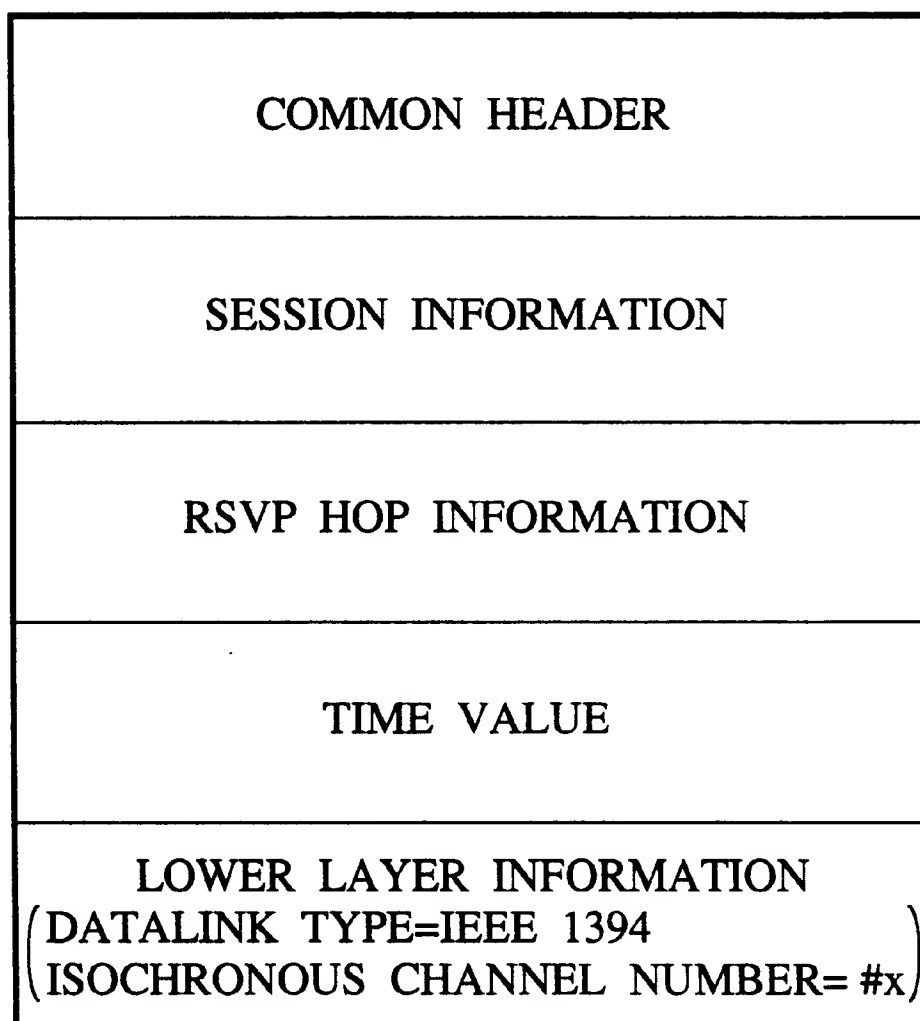 COMMON HEADER
SESSION INFORMATION
RSVP HOP INFORMATION
TIME VALUE
LOWER LAYER INFORMATION
(DATALINK TYPE=IEEE 1394
ISOCHRONOUS CHANNEL NUMBER= #x)